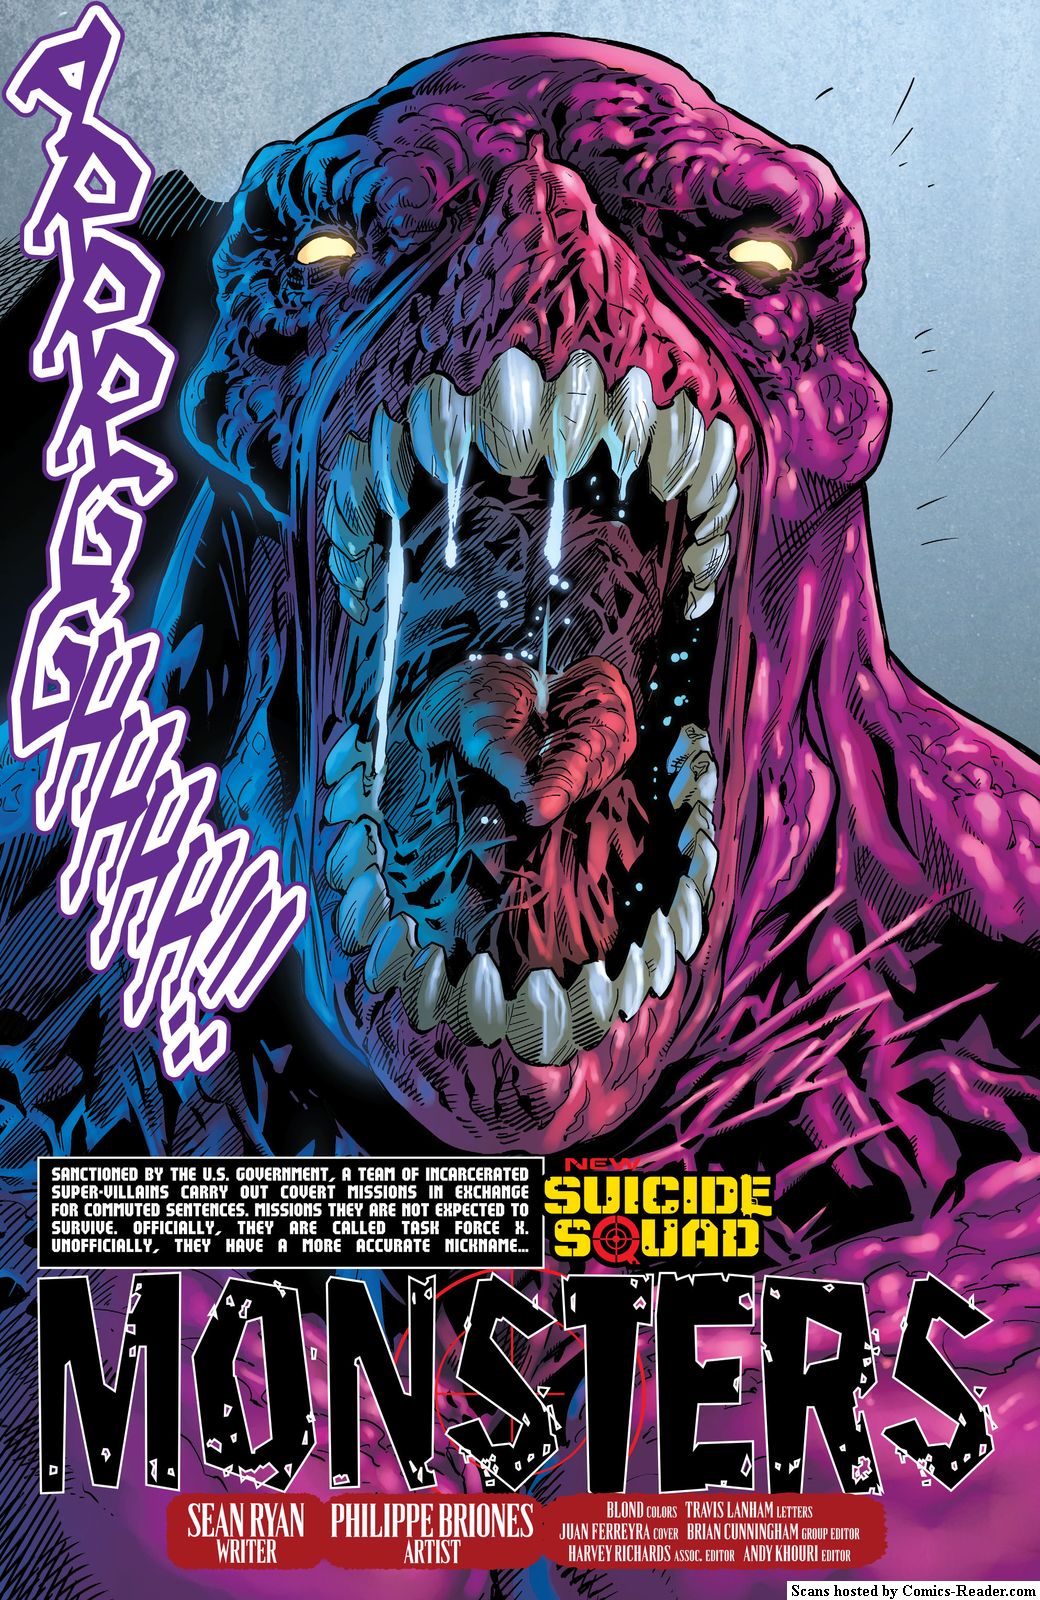 ARRRGGHHHH!!!
SANCTIONED BY THE U.S. GOVERNMENT, A TEAM OF INCARCERATED
SUPER-VILLAINS CARRY OUT COVERT MISSIONS IN EXCHANGE
FOR COMMUTED SENTENCES. MISSIONS THEY ARE NOT EXPECTED TO
SURVIVE. OFFICIALLY, THEY ARE CALLED TASK FORCE X.
UNOFFICIALLY, THEY HAVE A MORE ACCURATE NICKNAME...
NEW
SUICIDE
SQUAD
MONSTERS
SEAN RYAN
WRITER
PHILIPPE BRIONES
ARTIST
BLOND COLORS TRAVIS LANHAM LETTERS
JUAN FERREYRA COVER BRIAN CUNNINGHAM GROUP EDITOR
HARVEY RICHARDS ASSOC. EDITOR ANDY KHOURI EDITOR
Scans hosted by Comics-Reader.com